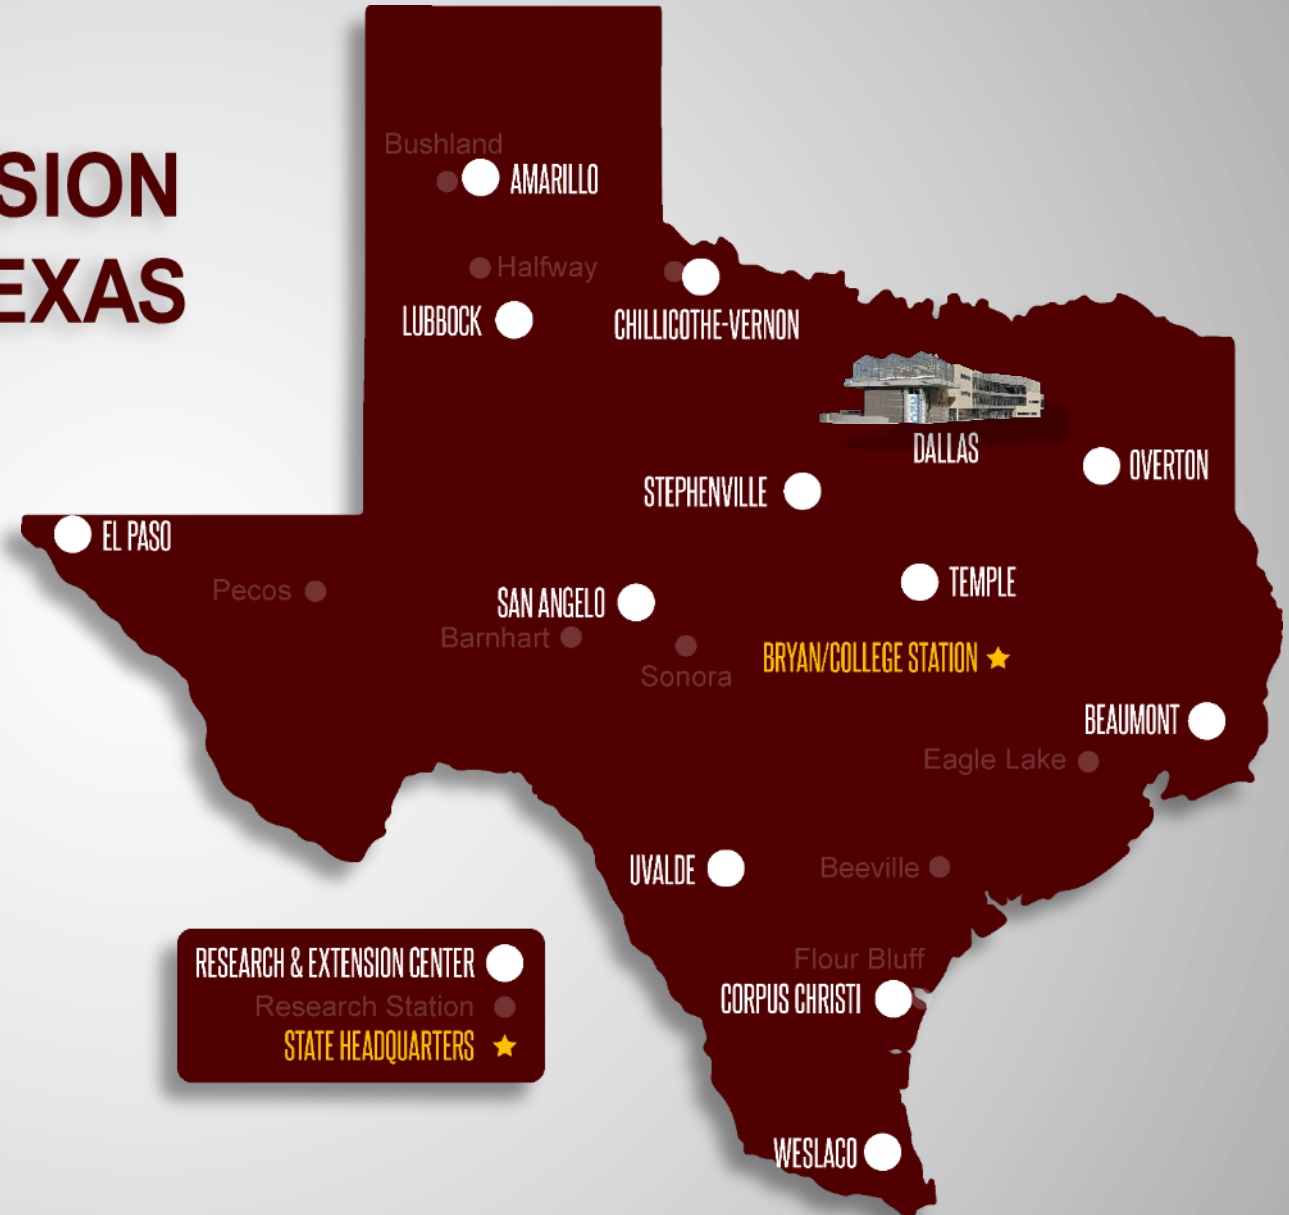 SION
EXAS
Bushland
AMARILLO
Halfway
LUBBOCK
CHILLICOTHE-VERNON
DALLAS
OVERTON
STEPHENVILLE
EL PASO
Pecos
TEMPLE
SAN ANGELO
Barnhart
Sonora
BRYAN/COLLEGE STATION
BEAUMONT
Eagle Lake
UVALDE
Beeville
Flour Bluff
CORPUS CHRISTI
WESLACO
RESEARCH & EXTENSION CENTER
Research Station
STATE HEADQUARTERS